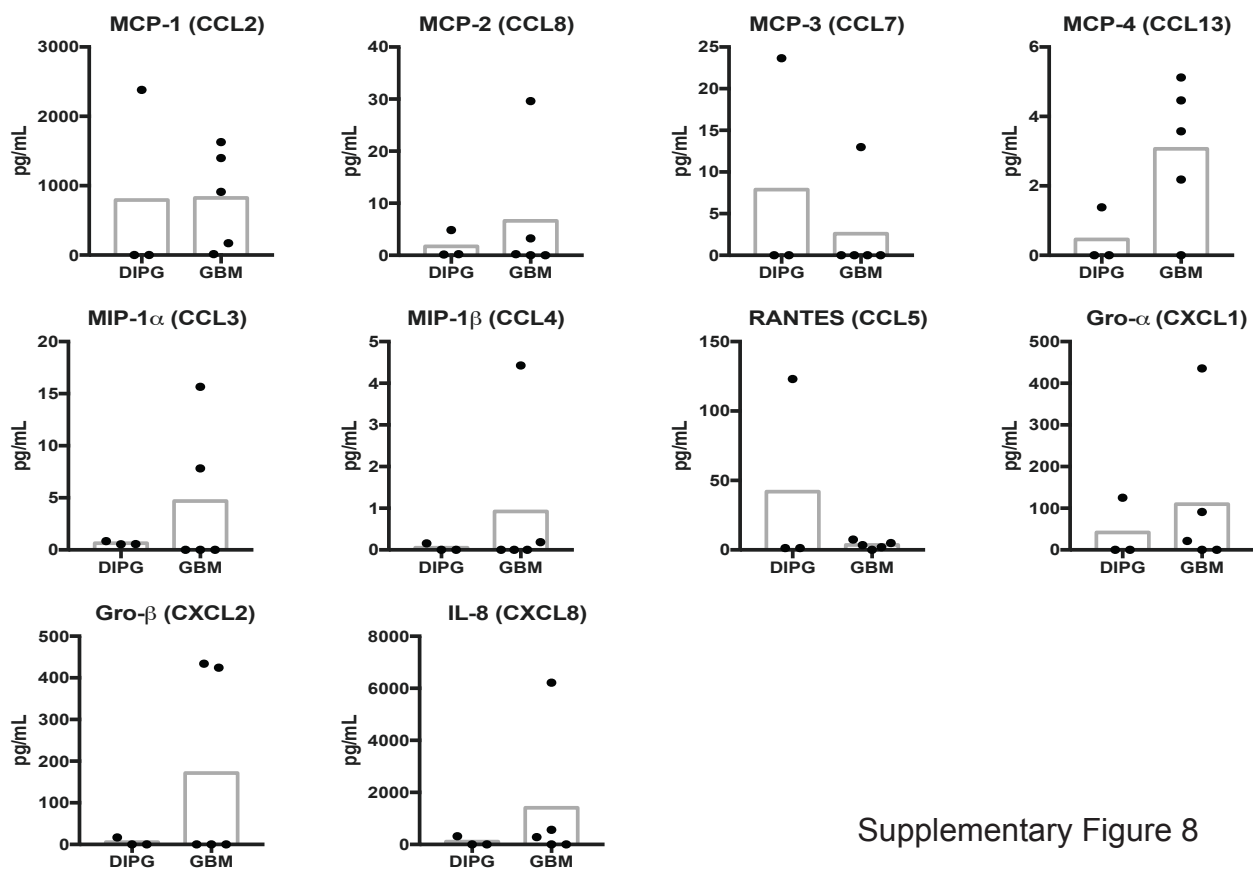 MCP-1 (CCL2)
3000
2000
1000
0
pg/mL
DIPG GBM
MCP-2 (CCL8)
40
30
20
10
0
pg/mL
DIPG GBM
MCP-3 (CCL7)
25
20
15
10
5
0
pg/mL
DIPG GBM
MCP-4 (CCL13)
6
4
2
0
pg/mL
DIPG GBM
MIP-1α (CCL3)
20
15
10
5
0
pg/mL
DIPG GBM
MIP-1β (CCL4)
5
4
3
2
1
0
pg/mL
DIPG GBM
RANTES (CCL5)
150
100
50
0
pg/mL
DIPG GBM
Gro-α (CXCL1)
500
400
300
200
100
0
pg/mL
DIPG GBM
Gro-β (CXCL2)
500
400
300
200
100
0
pg/mL
DIPG GBM
IL-8 (CXCL8)
8000
6000
4000
2000
0
pg/mL
DIPG GBM
Supplementary Figure 8